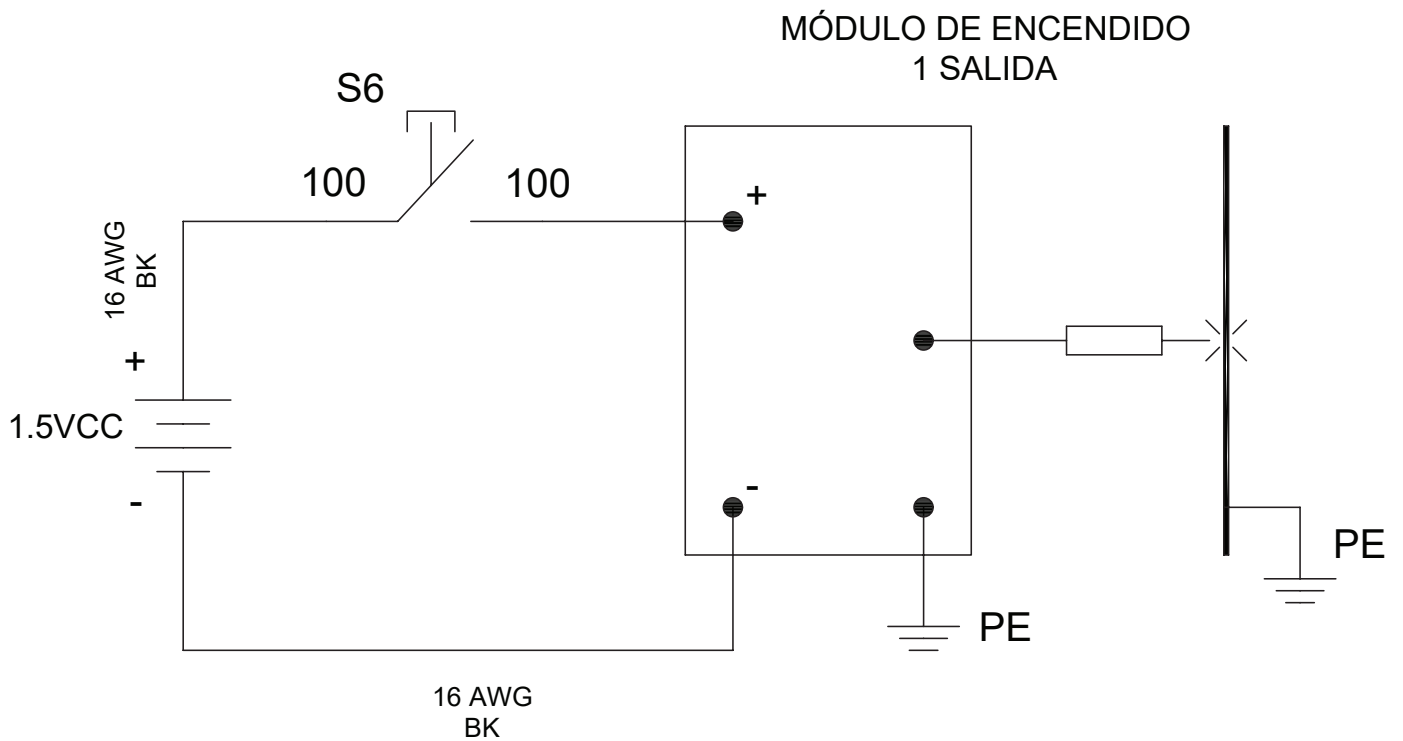 MÓDULO DE ENCENDIDO
1 SALIDA
S6
100
100
+
16 AWG
BK
+
1.5VCC
-
-
PE
PE
16 AWG
BK